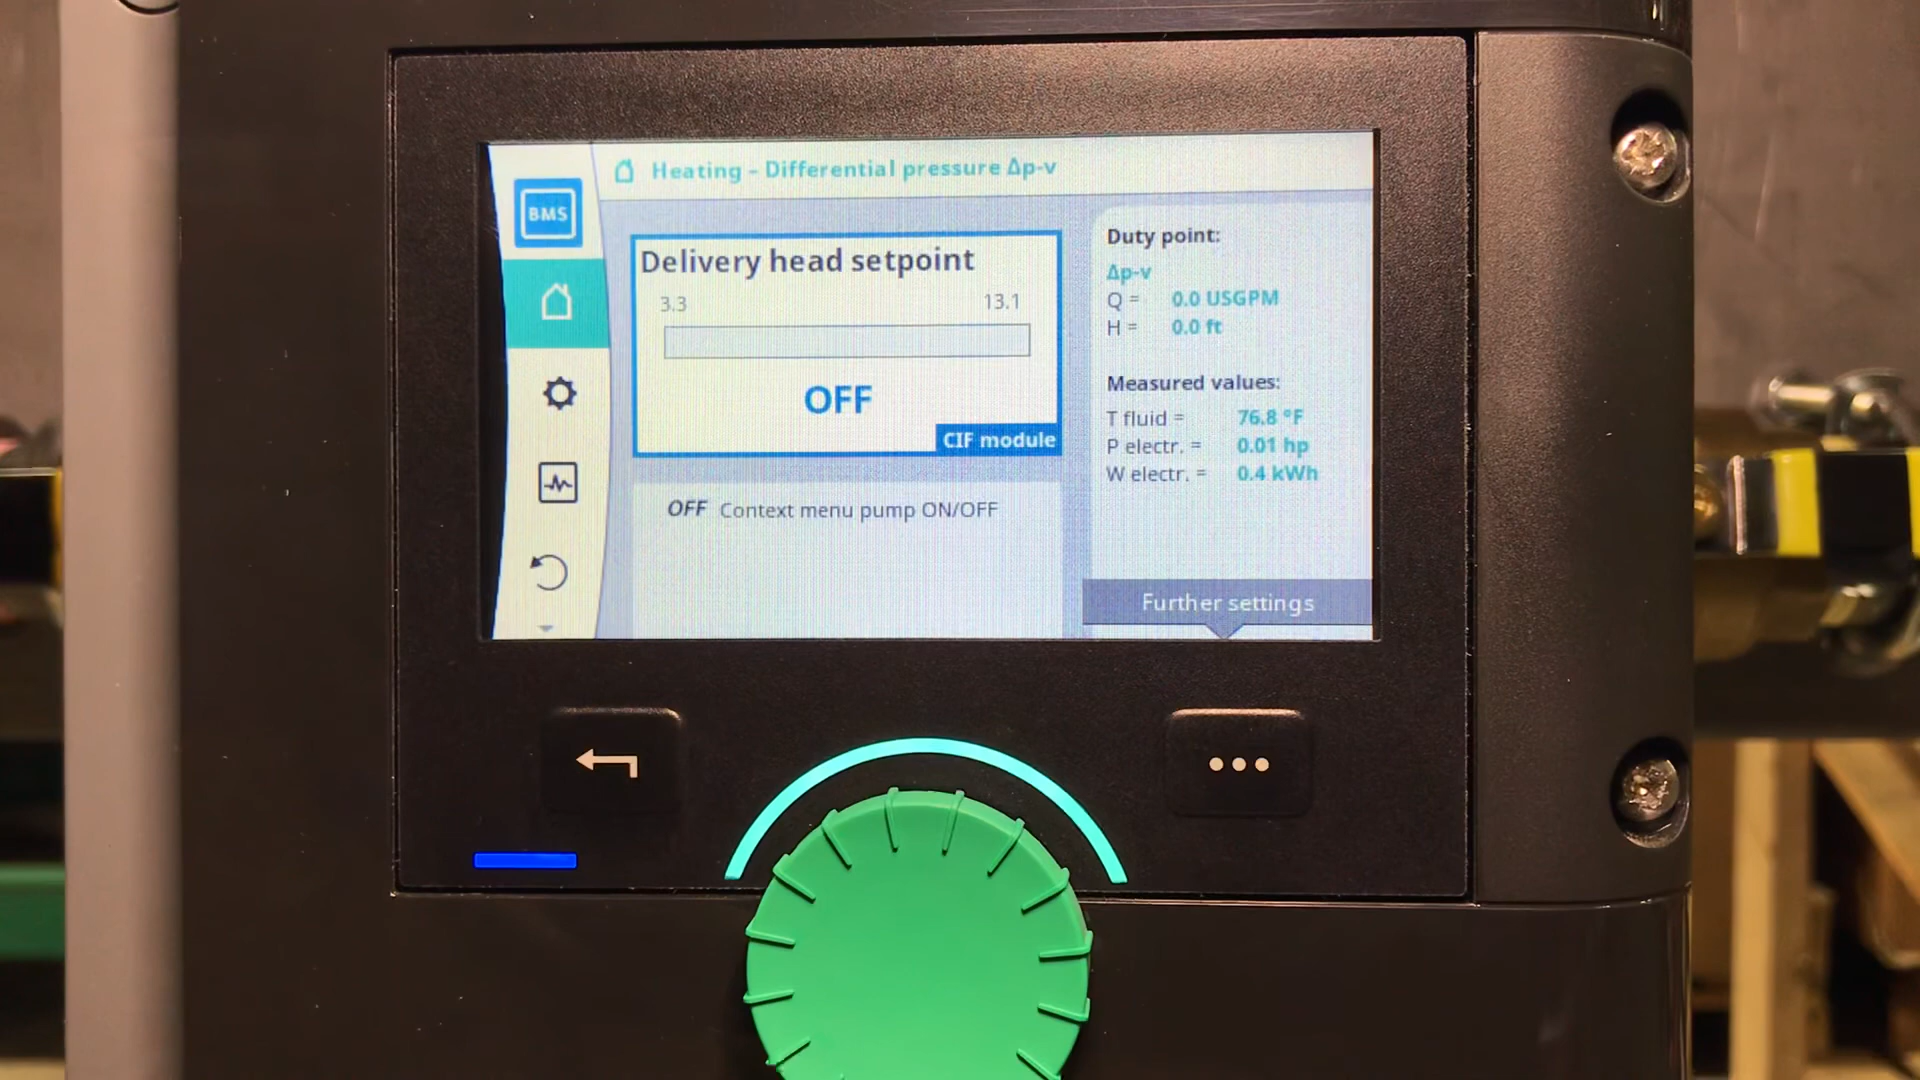 BMS
Heating - Differential pressure Δp-v
Delivery head setpoint
3.3 13.1
OFF
CIF module
OFF Context menu pump ON/OFF
Duty point:
Δp-v
Q = 0.0 USGPM
H = 0.0 ft
Measured values:
T fluid = 76.8 °F
P electr. = 0.01 hp
W electr. = 0.4 kWh
Further settings